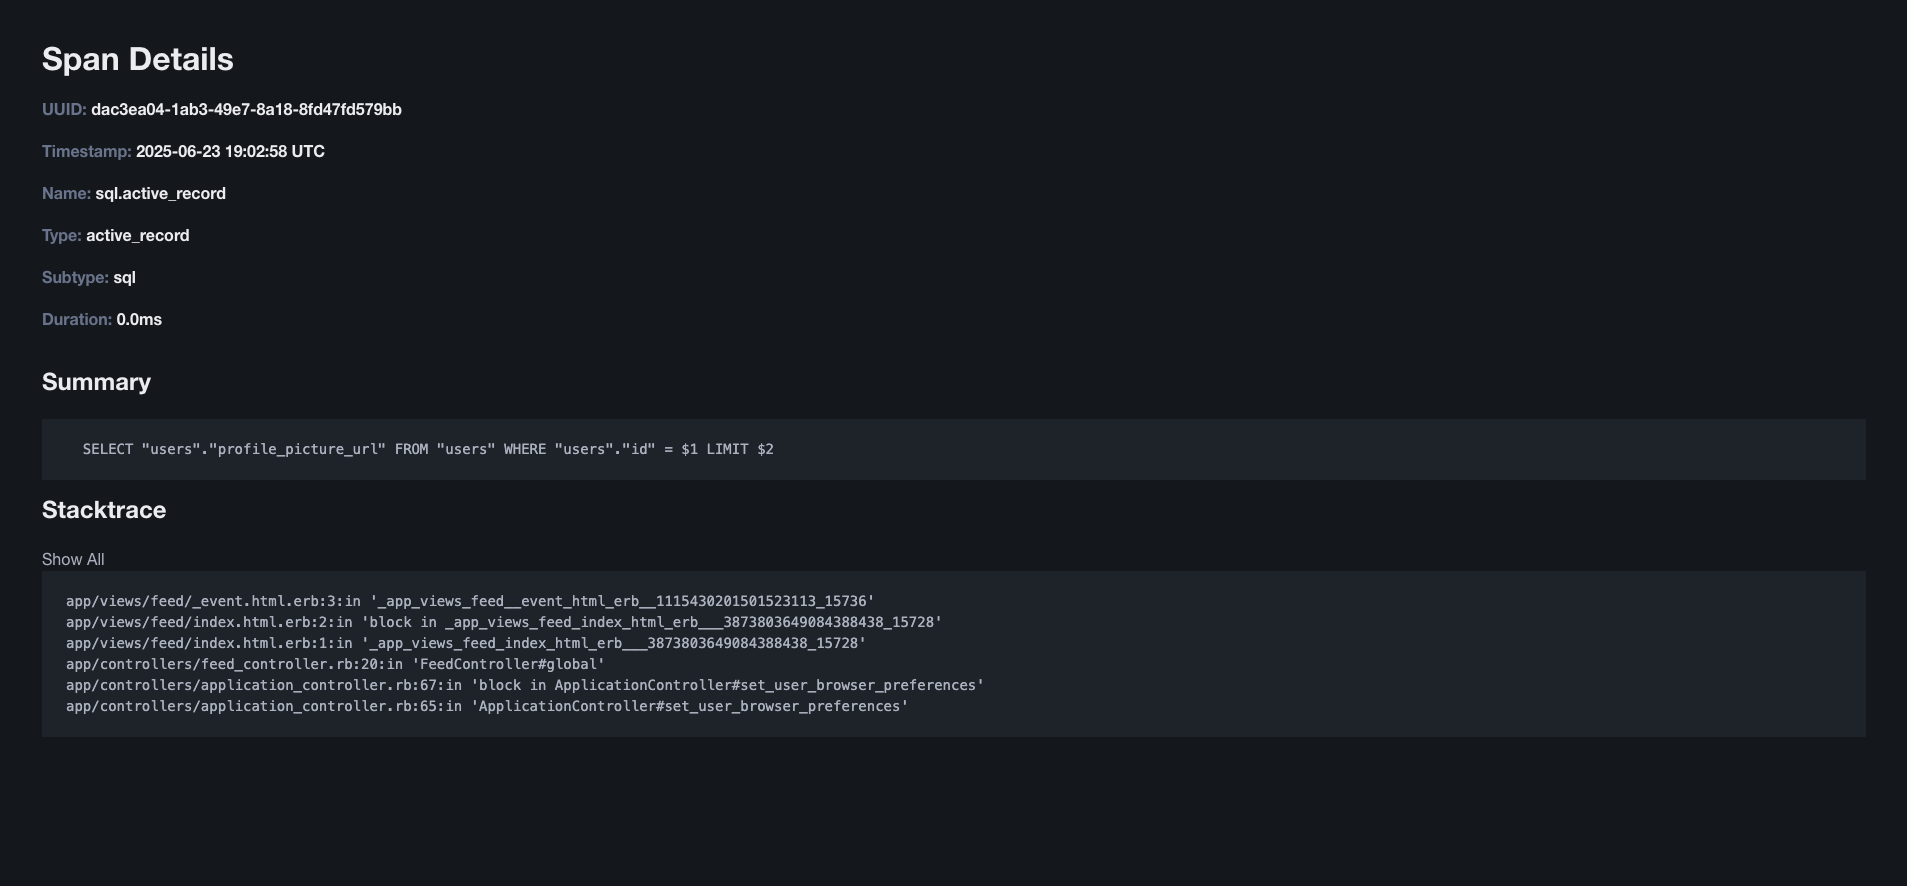 Span Details
UUID: dac3ea04-1ab3-49e7-8a18-8fd47fd579bb
Timestamp: 2025-06-23 19:02:58 UTC
Name: sql.active_record
Type: active_record
Subtype: sql
Duration: 0.0ms
Summary
SELECT "users"."profile_picture_url" FROM "users" WHERE "users"."id" = $1 LIMIT $2
Stacktrace
Show All
app/views/feed/_event.html.erb:3:in '_app_views_feed__event_html_erb__1115430201501523113_15736'
app/views/feed/index.html.erb:2:in 'block in _app_views_feed_index_html_erb___3873803649084388438_15728'
app/views/feed/index.html.erb:1:in '_app_views_feed_index_html_erb___3873803649084388438_15728'
app/controllers/feed_controller.rb:20:in 'FeedController#global'
app/controllers/application_controller.rb:67:in 'block in ApplicationController#set_user_browser_preferences'
app/controllers/application_controller.rb:65:in 'ApplicationController#set_user_browser_preferences'